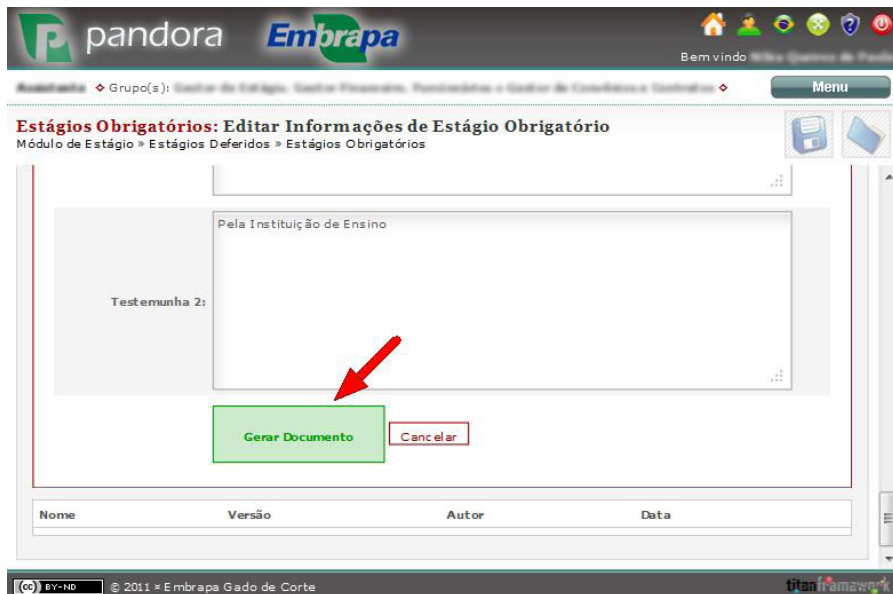 pandora Embrapa
Bem vindo
Grupo(s):
Menu
Estágios Obrigatórios: Editar Informações de Estágio Obrigatório
Módulo de Estágio » Estágios Deferidos » Estágios Obrigatórios
Pela Instituição de Ensino
Testemunha 2:
Gerar Documento Cancelar
Nome Versão Autor Data
(cc) BY-ND © 2011 × Embrapa Gado de Corte titanframework